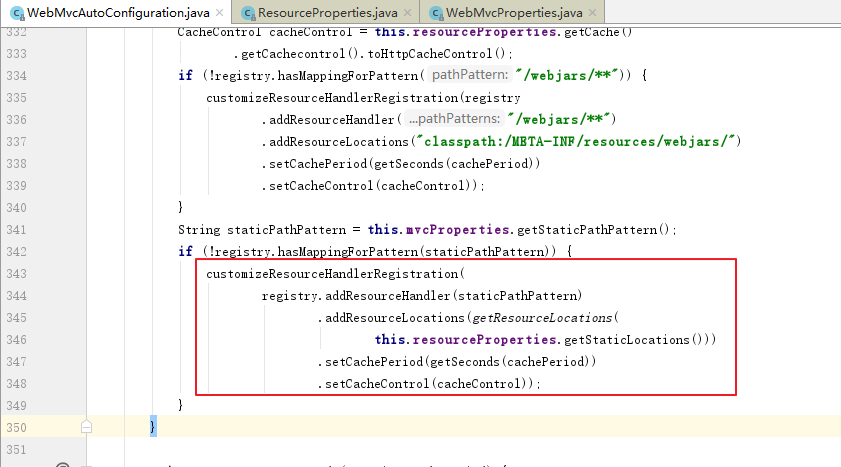 WebMvcAutoConfiguration.java × ResourceProperties.java × WebMvcProperties.java ×
332 CacheControl cacheControl = this.resourceProperties.getCache()
333 .getCachecontrol().toHttpCacheControl();
334 if (!registry.hasMappingForPattern( pathPattern: "/webjars/**")) {
335 customizeResourceHandlerRegistration(registry
336 .addResourceHandler( ...pathPatterns: "/webjars/**")
337 .addResourceLocations("classpath:/META-INF/resources/webjars/")
338 .setCachePeriod(getSeconds(cachePeriod))
339 .setCacheControl(cacheControl));
340 }
341 String staticPathPattern = this.mvcProperties.getStaticPathPattern();
342 if (!registry.hasMappingForPattern(staticPathPattern)) {
343 customizeResourceHandlerRegistration(
344 registry.addResourceHandler(staticPathPattern)
345 .addResourceLocations(getResourceLocations(
346 this.resourceProperties.getStaticLocations()))
347 .setCachePeriod(getSeconds(cachePeriod))
348 .setCacheControl(cacheControl));
349 }
350 }
351